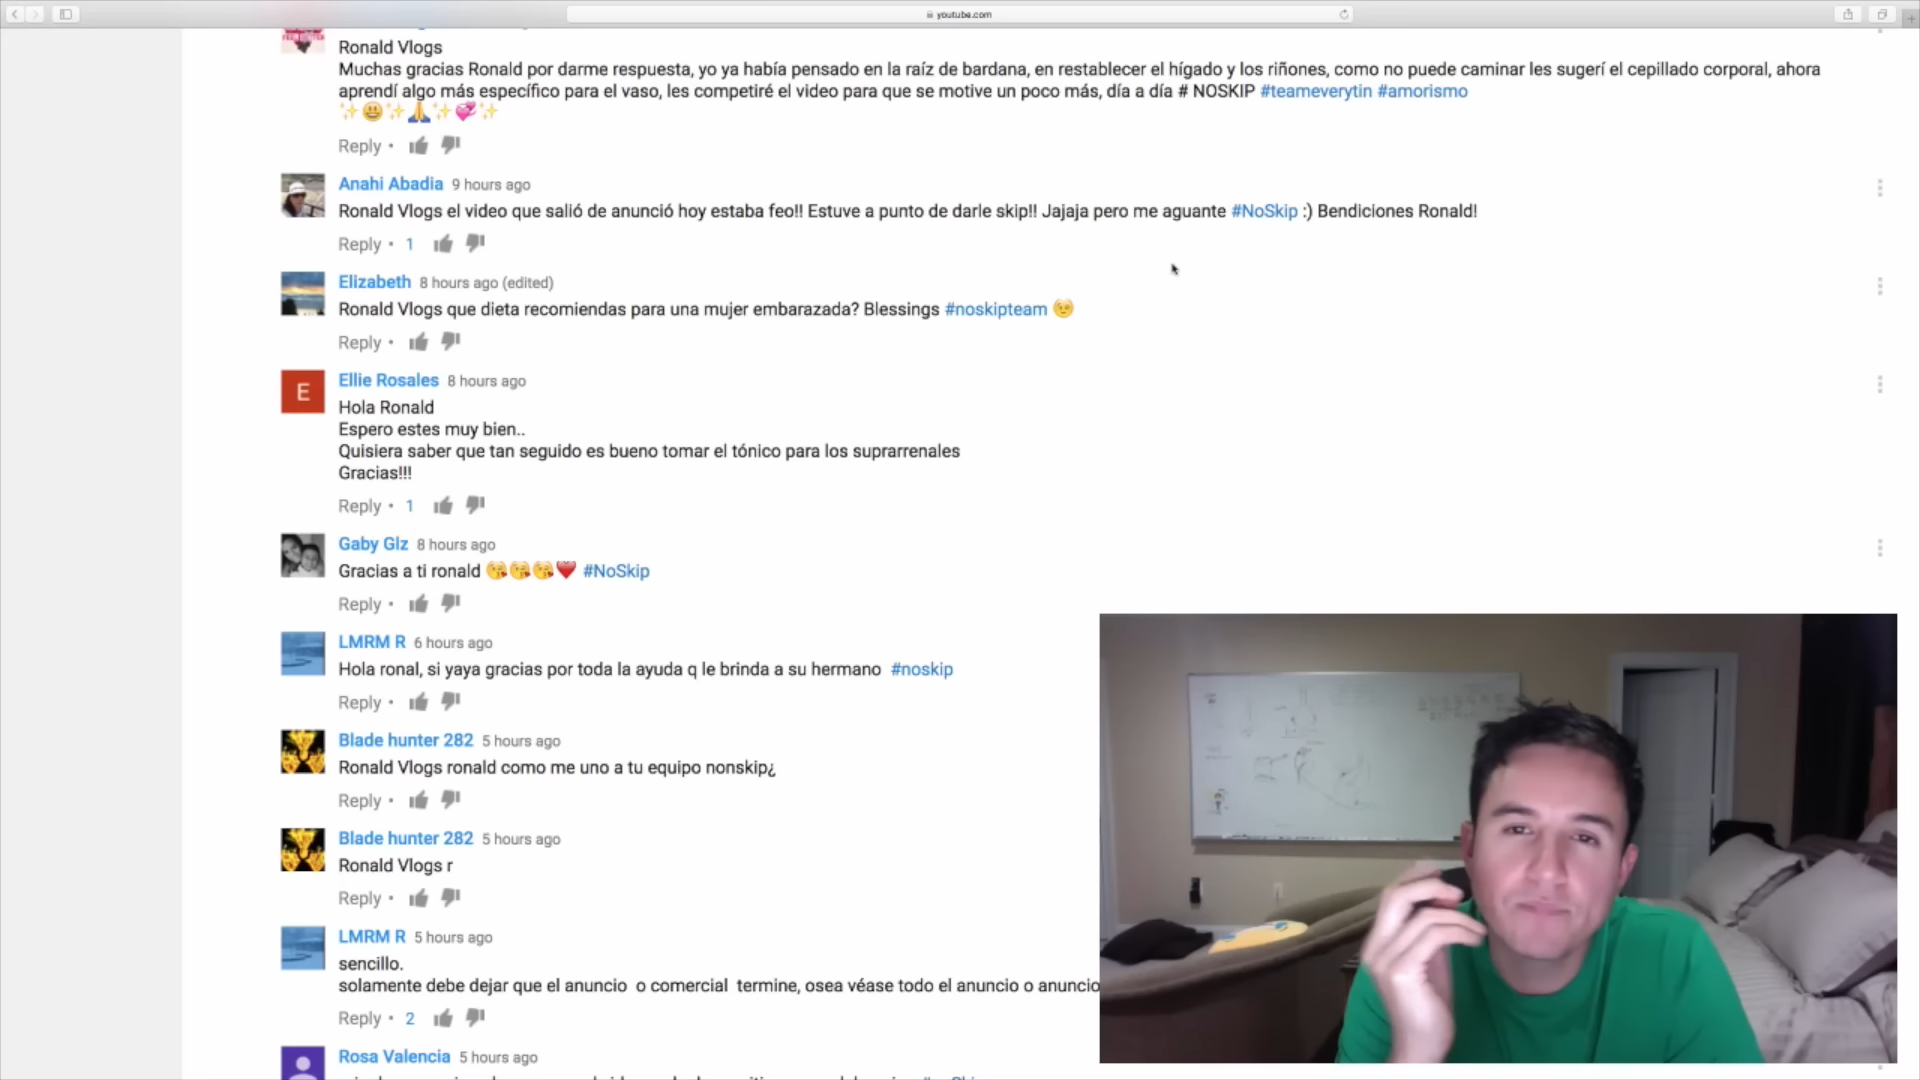 youtube.com
Ronald Vlogs
Muchas gracias Ronald por darme respuesta, yo ya había pensado en la raíz de bardana, en restablecer el hígado y los riñones, como no puede caminar les sugerí el cepillado corporal, ahora
aprendí algo más específico para el vaso, les competiré el video para que se motive un poco más, día a día # NOSKIP #teameverytin #amorismo
✨😃✨🙏✨💞✨
Reply •
Anahi Abadia 9 hours ago
Ronald Vlogs el video que salió de anunció hoy estaba feo!! Estuve a punto de darle skip!! Jajaja pero me aguante #NoSkip :) Bendiciones Ronald!
Reply • 1
Elizabeth 8 hours ago (edited)
Ronald Vlogs que dieta recomiendas para una mujer embarazada? Blessings #noskipteam 😉
Reply •
E
Ellie Rosales 8 hours ago
Hola Ronald
Espero estes muy bien..
Quisiera saber que tan seguido es bueno tomar el tónico para los suprarrenales
Gracias!!!
Reply • 1
Gaby Glz 8 hours ago
Gracias a ti ronald 😘😘😘❤️ #NoSkip
Reply •
LMRM R 6 hours ago
Hola ronal, si yaya gracias por toda la ayuda q le brinda a su hermano #noskip
Reply •
Blade hunter 282 5 hours ago
Ronald Vlogs ronald como me uno a tu equipo nonskip¿
Reply •
Blade hunter 282 5 hours ago
Ronald Vlogs r
Reply •
LMRM R 5 hours ago
sencillo.
solamente debe dejar que el anuncio o comercial termine, osea véase todo el anuncio o anuncio
Reply • 2
Rosa Valencia 5 hours ago